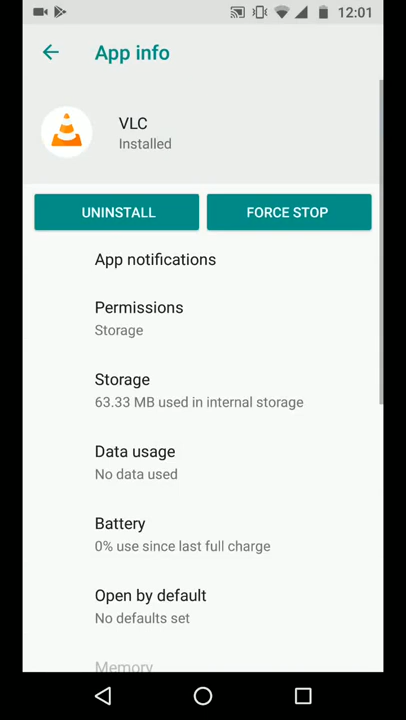 12:01
App info
VLC
Installed
UNINSTALL
FORCE STOP
App notifications
Permissions
Storage
Storage
63.33 MB used in internal storage
Data usage
No data used
Battery
0% use since last full charge
Open by default
No defaults set
Memory